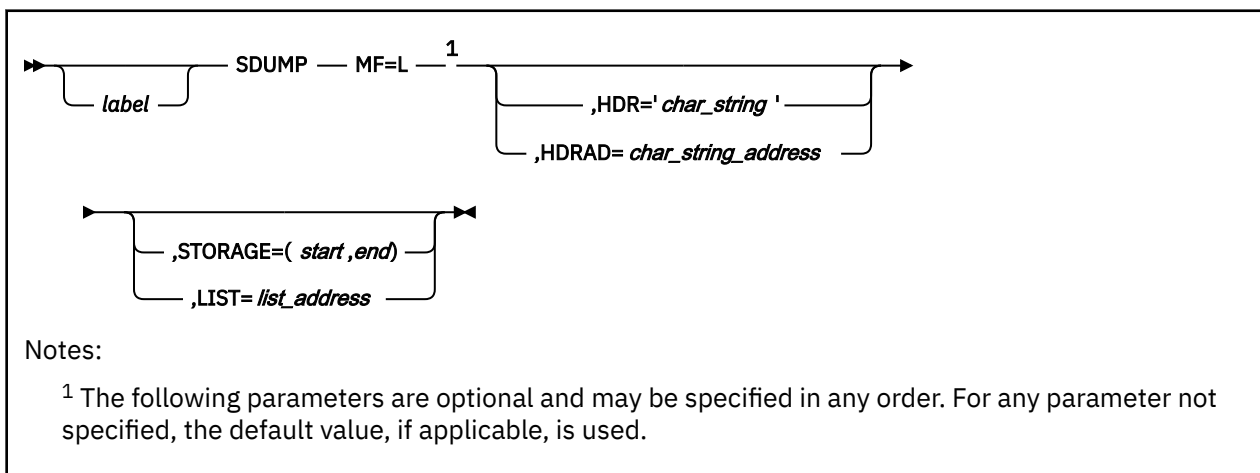 label SDUMP MF=L 1
,HDR=' char_string '
,HDRAD= char_string_address
,STORAGE=( start ,end)
,LIST= list_address
Notes:
1 The following parameters are optional and may be specified in any order. For any parameter not
specified, the default value, if applicable, is used.